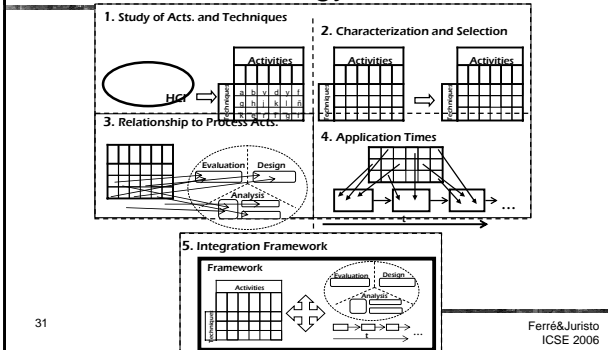 1. Study of Acts. and Techniques
Activities
HCI
Techniques
a b v d y f
g h j k l ñ
2. Characterization and Selection
Activities
Activities
Techniques
Techniques
3. Relationship to Process Acts.
Evaluation
Design
Analysis
4. Application Times
t
...
5. Integration Framework
Framework
Activities
Techniques
Evaluation
Design
Analysis
t
...
31
Ferré&Juristo
ICSE 2006